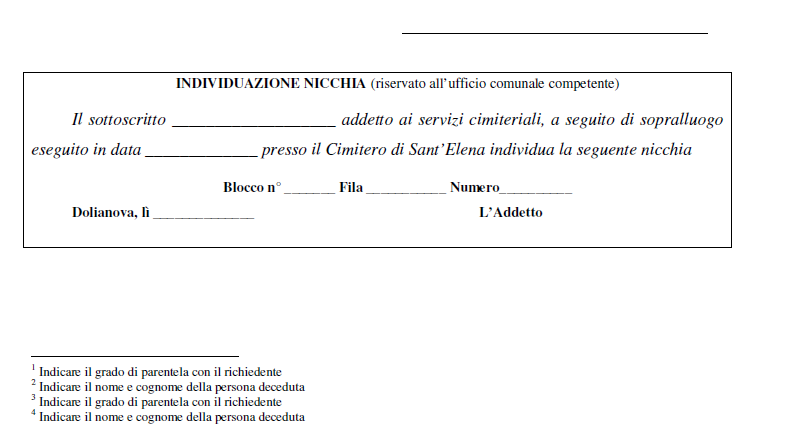 INDIVIDUAZIONE NICCHIA (riservato all'ufficio comunale competente)
Il sottoscritto ___________________ addetto ai servizi cimiteriali, a seguito di sopralluogo
eseguito in data _____________ presso il Cimitero di Sant'Elena individua la seguente nicchia
Blocco n° _______ Fila ___________ Numero__________
Dolianova, lì ______________ L'Addetto
1 Indicare il grado di parentela con il richiedente
2 Indicare il nome e cognome della persona deceduta
3 Indicare il grado di parentela con il richiedente
4 Indicare il nome e cognome della persona deceduta